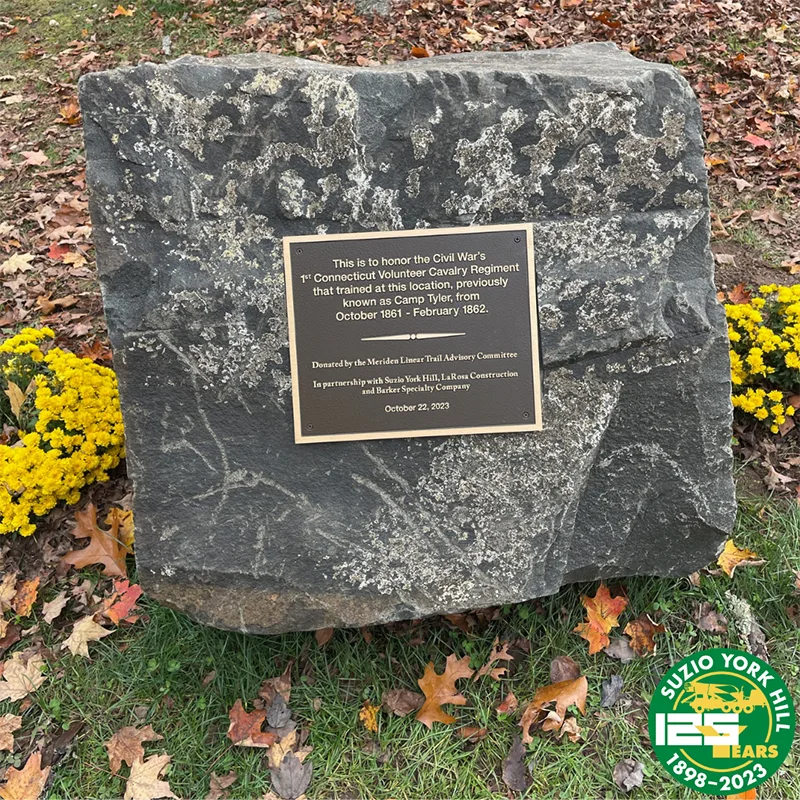 This is to honor the Civil War's
1st Connecticut Volunteer Cavalry Regiment
that trained at this location, previously
known as Camp Tyler, from
October 1861 - February 1862.
Donated by the Meriden Linear Trail Advisory Committee
In partnership with Suzio York Hill, LaRosa Construction
and Barker Specialty Company
October 22, 2023
SUZIO YORK HILL
125 YEARS
1898-2023